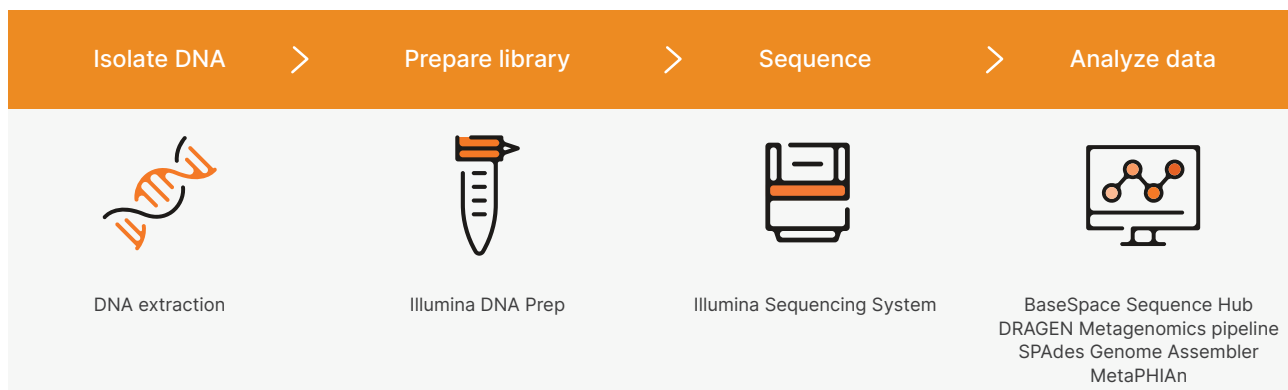 Isolate DNA
Prepare library
Sequence
Analyze data
DNA extraction
Illumina DNA Prep
Illumina Sequencing System
BaseSpace Sequence Hub
DRAGEN Metagenomics pipeline
SPAdes Genome Assembler
MetaPHIAn